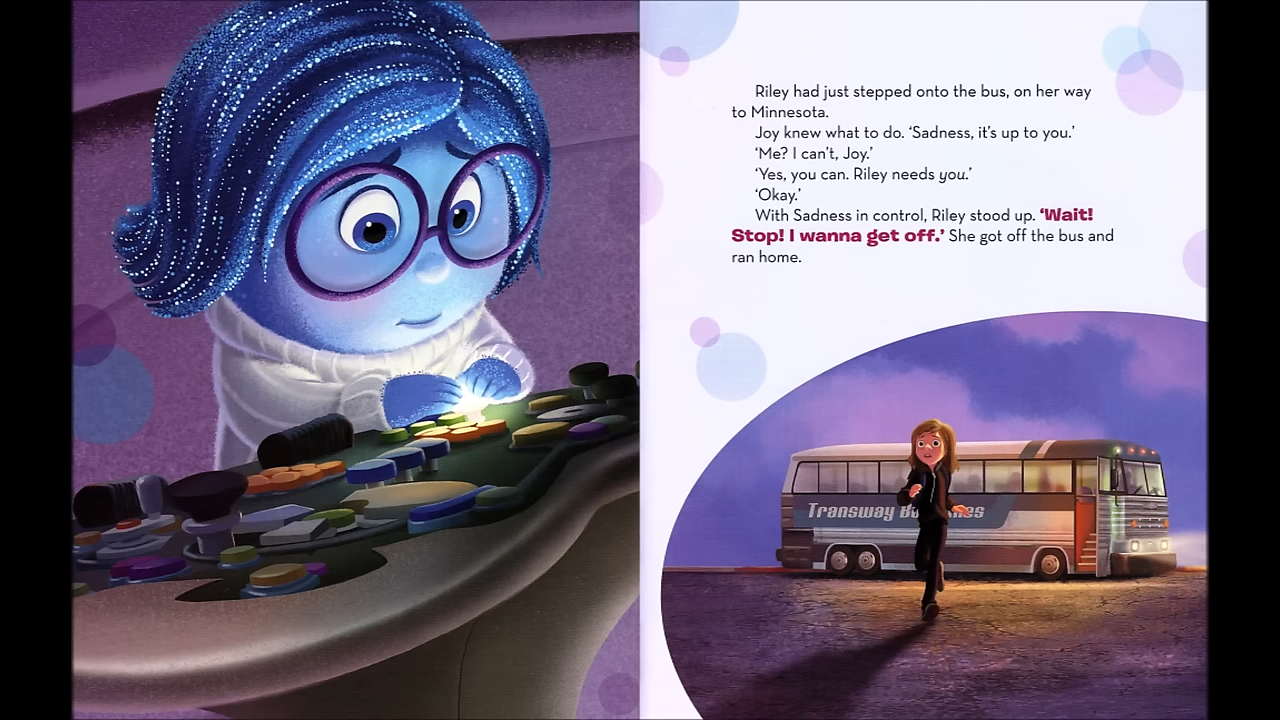 Riley had just stepped onto the bus, on her way
to Minnesota.
Joy knew what to do. ‘Sadness, it’s up to you.’
‘Me? I can’t, Joy.’
‘Yes, you can. Riley needs you.’
‘Okay.’
With Sadness in control, Riley stood up. ‘Wait!
Stop! I wanna get off.’ She got off the bus and
ran home.
Transway